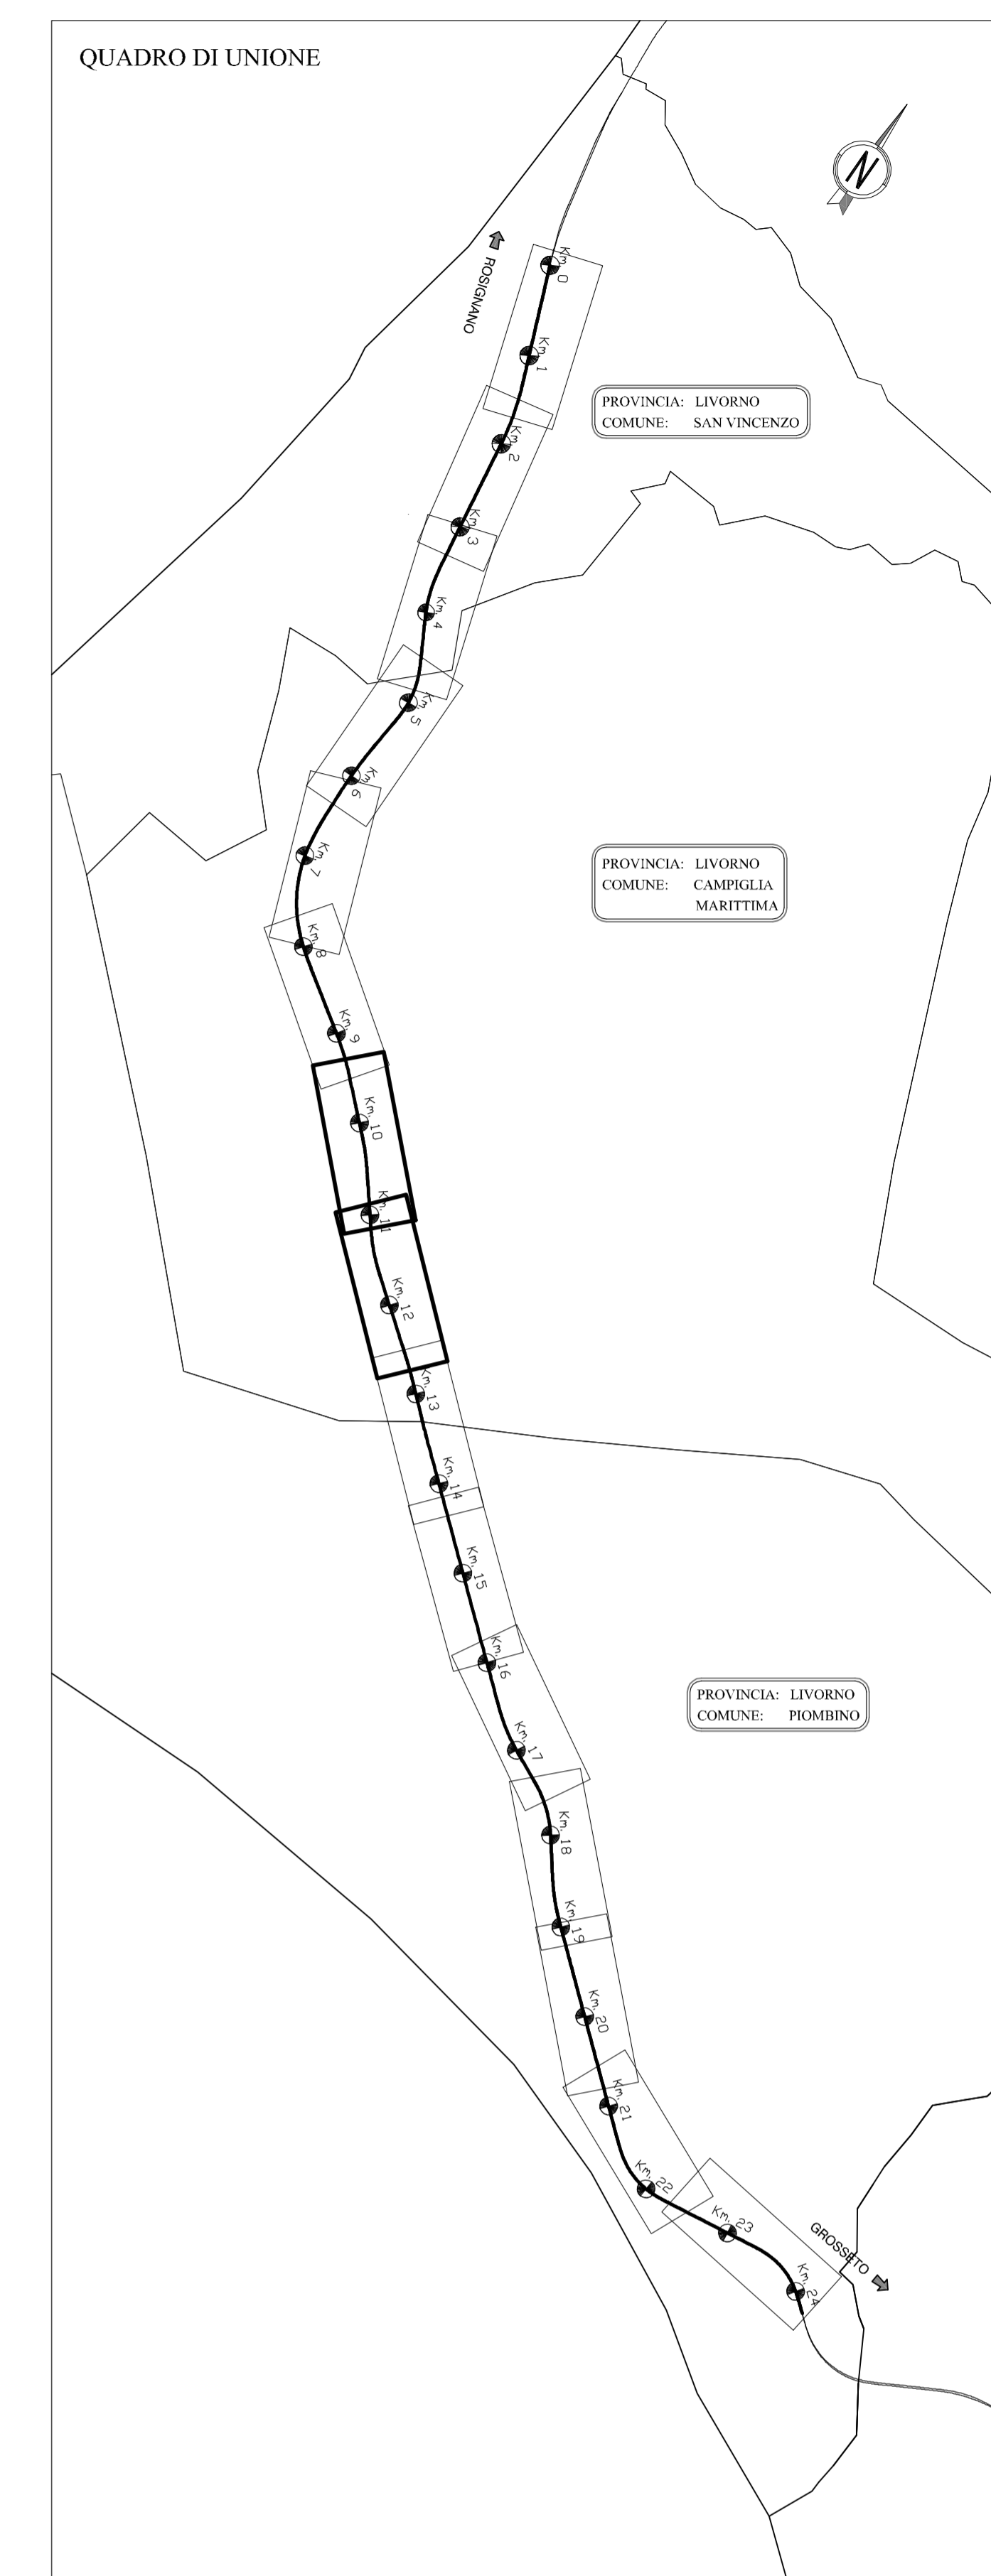 QUADRO DI UNIONE
N
ROSIGNANO
Km. 0
Km. 1
PROVINCIA: LIVORNO
COMUNE: SAN VINCENZO
Km. 2
Km. 3
Km. 4
Km. 5
Km. 6
Km. 7
PROVINCIA: LIVORNO
COMUNE: CAMPIGLIA
MARITTIMA
Km. 8
Km. 9
Km. 10
Km. 11
Km. 12
Km. 13
Km. 14
Km. 15
Km. 16
PROVINCIA: LIVORNO
COMUNE: PIOMBINO
Km. 17
Km. 18
Km. 19
Km. 20
Km. 21
Km. 22
Km. 23
GROSSETO
Km. 24